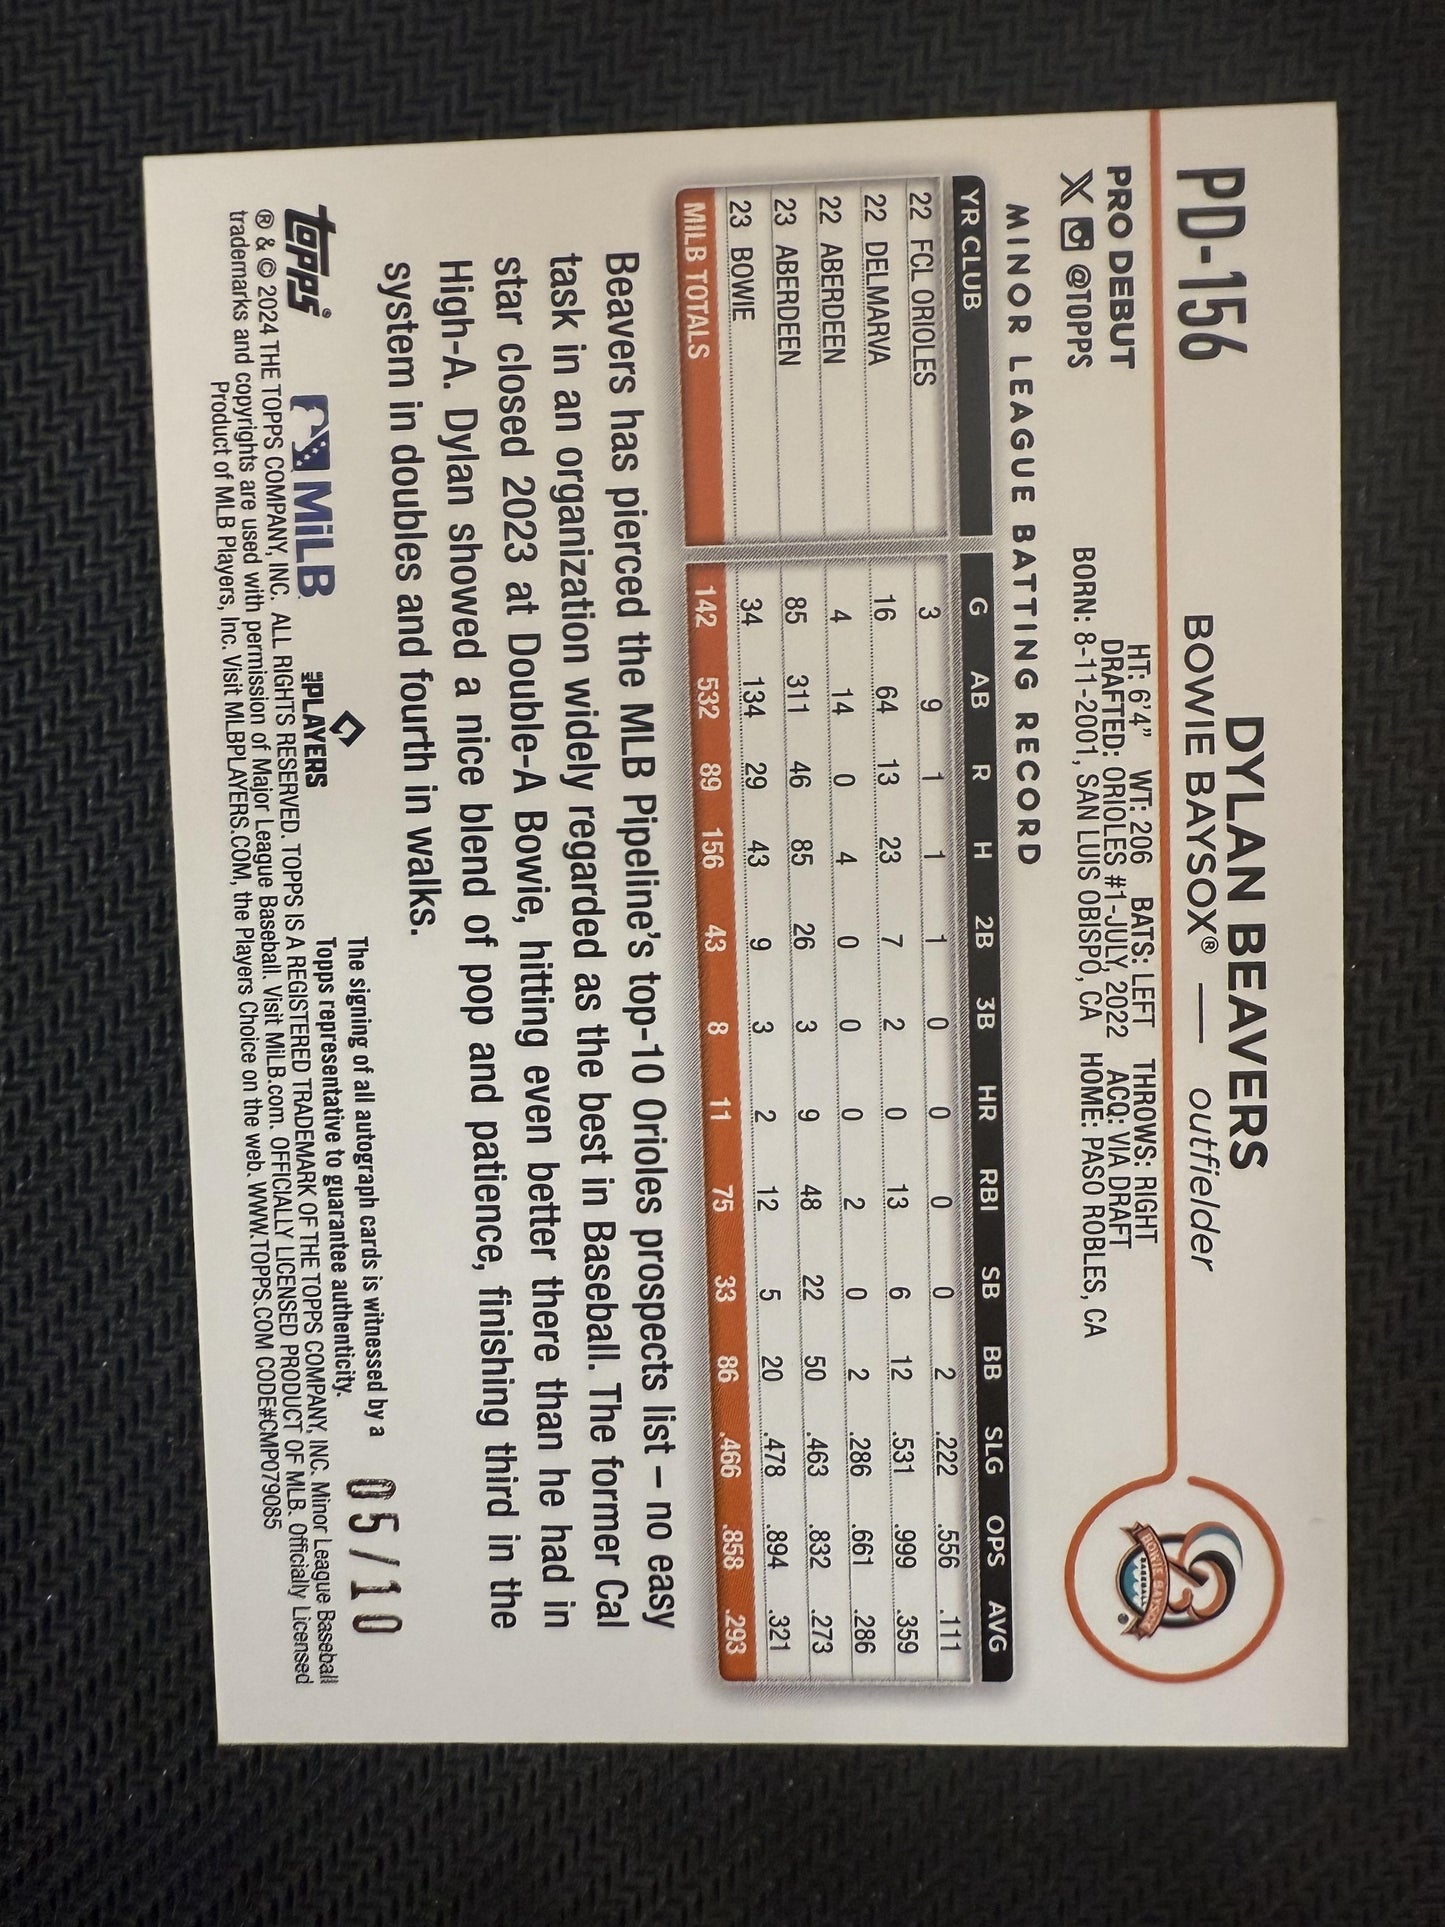 PD-156
DYLAN BEAVERS
BOWIE BAYSOX® — outfielder
PRO DEBUT
@TOPPS
HT: 6'4" WT: 206 BATS: LEFT THROWS: RIGHT
DRAFTED: ORIOLES #1-JULY, 2022 ACQ: VIA DRAFT
BORN: 8-11-2001, SAN LUIS OBISPO, CA HOME: PASO ROBLES, CA
BOWIE BAYSOX
BASEBALL
®
MINOR LEAGUE BATTING RECORD
YR CLUB G AB R H 2B 3B HR RBI SB BB SLG OPS AVG
22 FCL ORIOLES 3 9 1 1 1 0 0 0 0 2 .222 .556 .111
22 DELMARVA 16 64 13 23 7 2 0 13 6 12 .531 .999 .359
22 ABERDEEN 4 14 0 4 0 0 0 2 0 2 .286 .661 .286
23 ABERDEEN 85 311 46 85 26 3 9 48 22 50 .463 .832 .273
23 BOWIE 34 134 29 43 9 3 2 12 5 20 .478 .894 .321
MILB TOTALS 142 532 89 156 43 8 11 75 33 86 .466 .858 .293
Beavers has pierced the MLB Pipeline's top-10 Orioles prospects list – no easy
task in an organization widely regarded as the best in Baseball. The former Cal
star closed 2023 at Double-A Bowie, hitting even better there than he had in
High-A. Dylan showed a nice blend of pop and patience, finishing third in the
system in doubles and fourth in walks.
topps® MiLB MLB PLAYERS
The signing of all autograph cards is witnessed by a
Topps representative to guarantee authenticity.
05/10
® & © 2024 THE TOPPS COMPANY, INC. ALL RIGHTS RESERVED. TOPPS IS A REGISTERED TRADEMARK OF THE TOPPS COMPANY, INC. Minor League Baseball
trademarks and copyrights are used with permission of Major League Baseball. Visit MiLB.com. OFFICIALLY LICENSED PRODUCT OF MLB. Officially Licensed
Product of MLB Players, Inc. Visit MLBPLAYERS.COM, the Players Choice on the web. WWW.TOPPS.COM CODE#CMP079085